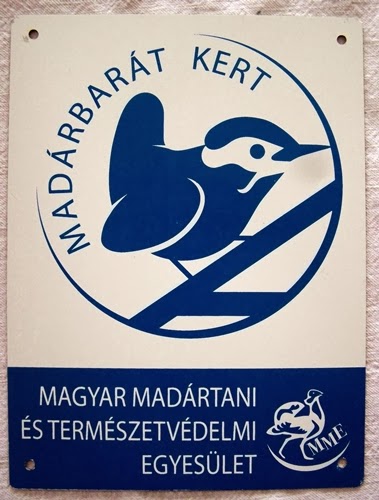 MADÁRBARÁT KERT
MAGYAR MADÁRTANI
ÉS TERMÉSZETVÉDELMI
EGYESÜLET
MME